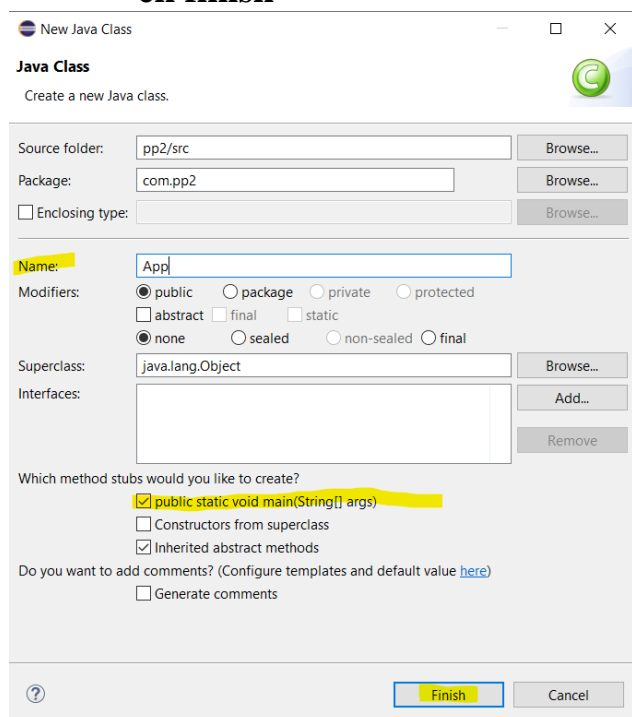 on finish
New Java Class
Java Class
Create a new Java class.
Source folder: pp2/src Browse...
Package: com.pp2 Browse...
Enclosing type: Browse...
Name: App
Modifiers: public package private protected
abstract final static
none sealed non-sealed final
Superclass: java.lang.Object Browse...
Interfaces: Add...
Remove
Which method stubs would you like to create?
public static void main(String[] args)
Constructors from superclass
Inherited abstract methods
Do you want to add comments? (Configure templates and default value here)
Generate comments
? Finish Cancel